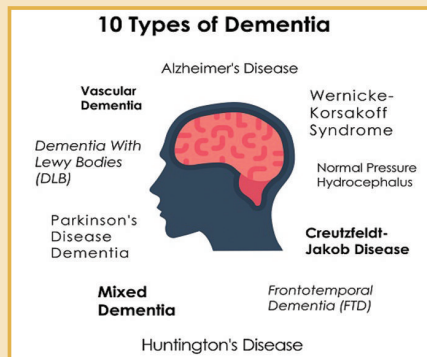 10 Types of Dementia
Alzheimer's Disease
Vascular
Dementia
Wernicke-
Korsakoff
Syndrome
Dementia With
Lewy Bodies
(DLB)
Normal Pressure
Hydrocephalus
Parkinson's
Disease
Dementia
Creutzfeldt-
Jakob Disease
Mixed
Dementia
Frontotemporal
Dementia (FTD)
Huntington's Disease